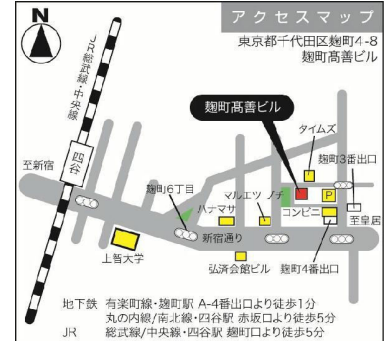 アクセスマップ
N
東京都千代田区麹町4-8
麹町髙善ビル
JR総武線・中央線
麹町髙善ビル
タイムズ
麹町3番出口
至新宿
四谷
麹町6丁目
マルエツ プチ
P
ハナマサ
コンビニ
至皇居
新宿通り
上智大学
弘済会館ビル
麹町4番出口
地下鉄 有楽町線・麹町駅 A-4番出口より徒歩1分
丸の内線/南北線・四谷駅 赤坂口より徒歩5分
JR 総武線/中央線・四谷駅 麹町口より徒歩5分